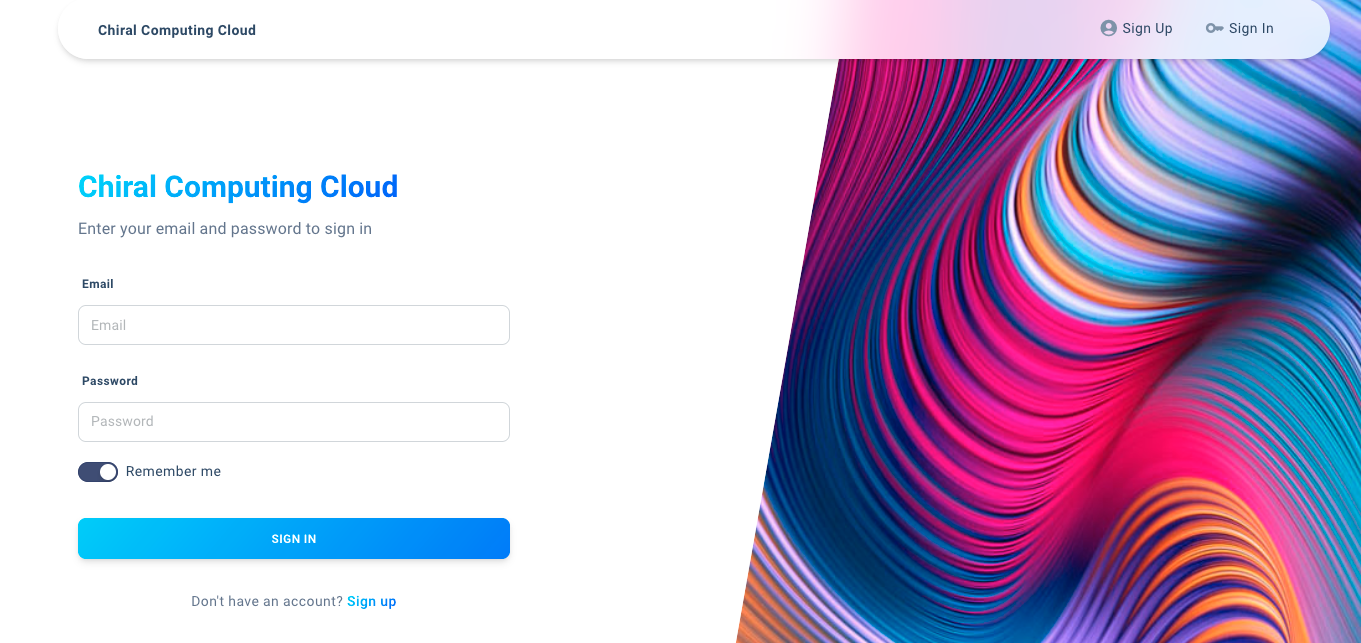 Chiral Computing Cloud
Sign Up
Sign In
Chiral Computing Cloud
Enter your email and password to sign in
Email
Email
Password
Password
Remember me
SIGN IN
Don't have an account? Sign up